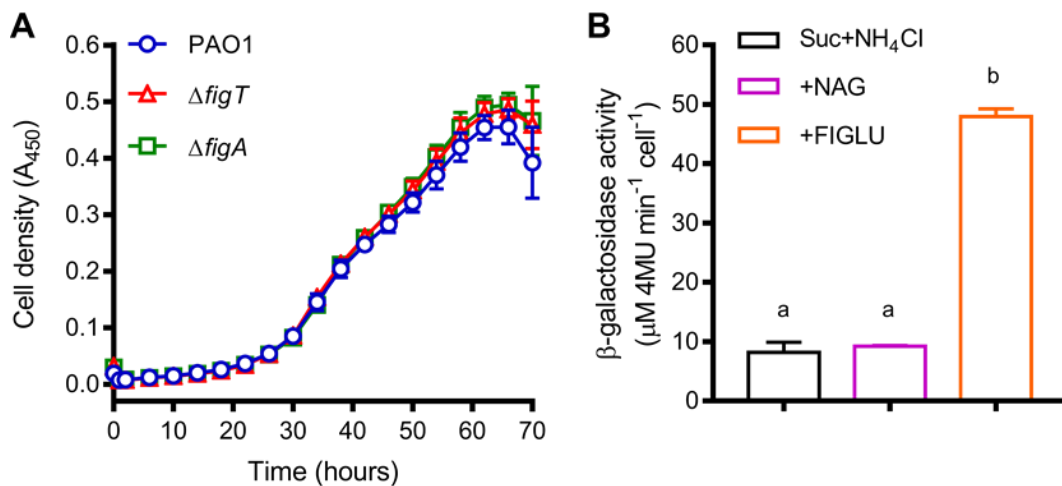 A
Cell density (A450)
0.6
0.5
0.4
0.3
0.2
0.1
0.0
PAO1
ΔfigT
ΔfigA
0 10 20 30 40 50 60 70
Time (hours)
B
β-galactosidase activity
(μM 4MU min-1 cell-1)
60
50
40
30
20
10
0
Suc+NH4Cl
+NAG
+FIGLU
a
a
b